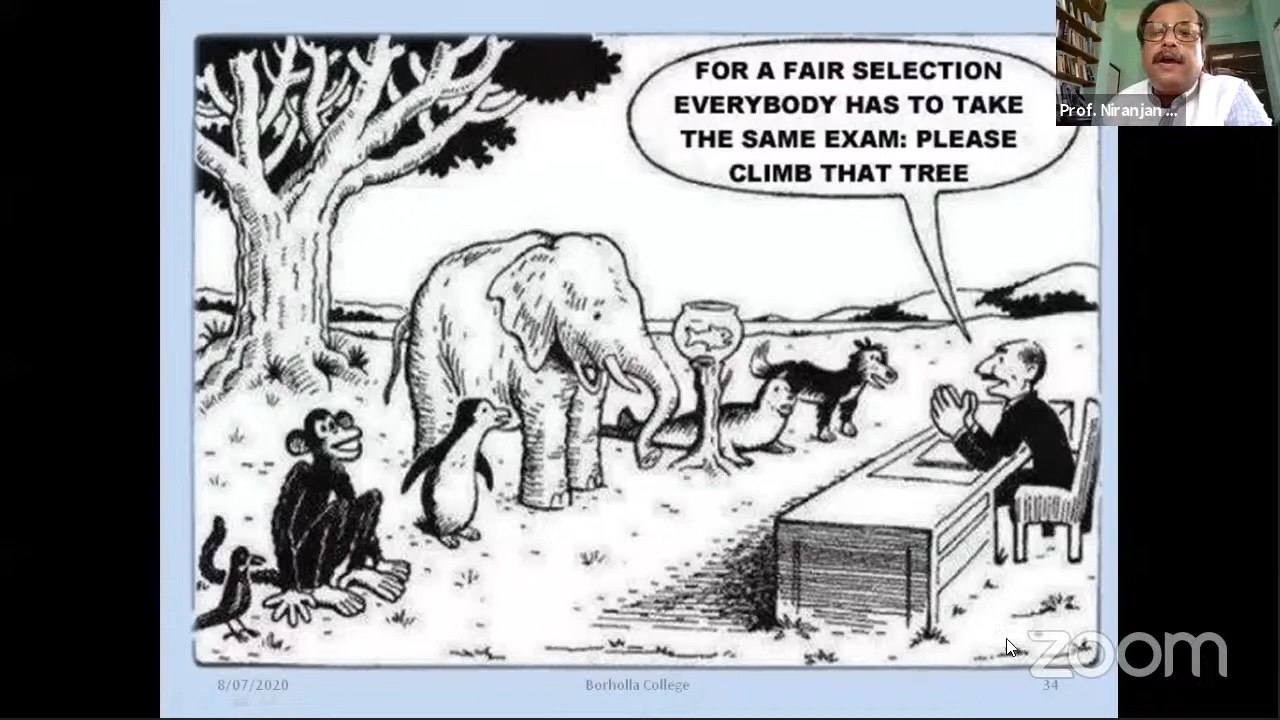 FOR A FAIR SELECTION
EVERYBODY HAS TO TAKE
THE SAME EXAM: PLEASE
CLIMB THAT TREE
Prof. Niranjan ...
8/07/2020
Borholla College
34
zoom